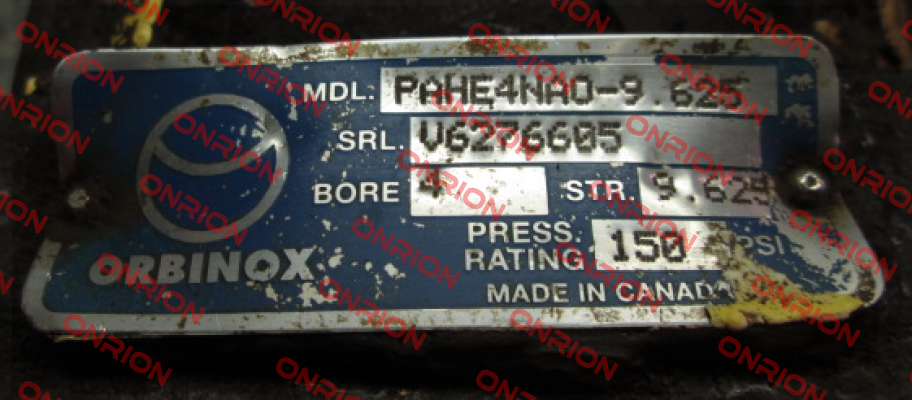 MDL. PAHE4NAO-9.625
SRL. V6276605
BORE 4 STR. 9.625
PRESS. RATING 150 PSI
ORBINOX
MADE IN CANADA
ONRION